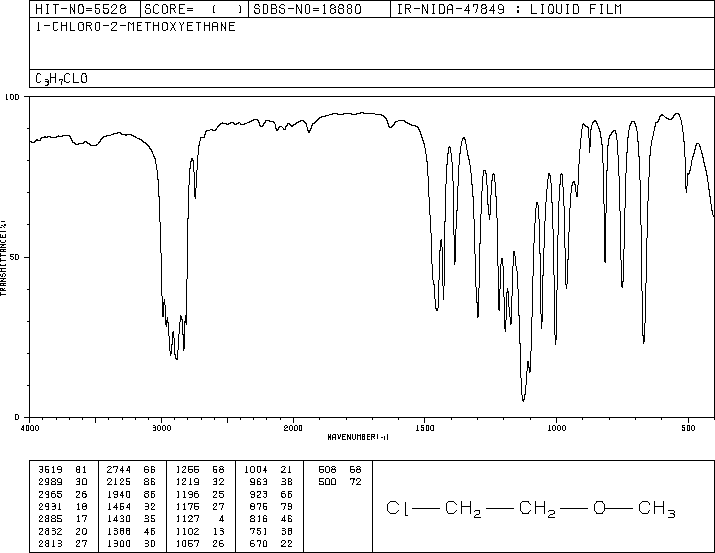 HIT-NO=5528 SCORE= ( ) SDBS-NO=18880 IR-NIDA-47849 : LIQUID FILM
1-CHLORO-2-METHOXYETHANE
C3H7CLO
100
50
0
TRANSMITTANCE(%)
4000 3000 2000 1500 1000 500
WAVENUMBER(-1)
3519 81 2744 66 1255 58 1004 21 508 68
2989 30 2125 86 1219 32 963 38 500 72
2965 26 1940 86 1196 25 923 66
2931 18 1454 32 1175 27 876 79
2885 17 1430 35 1127 4 816 46
2832 20 1388 46 1102 13 751 38
2813 27 1300 30 1057 26 670 22
Cl—CH2—CH2—O—CH3